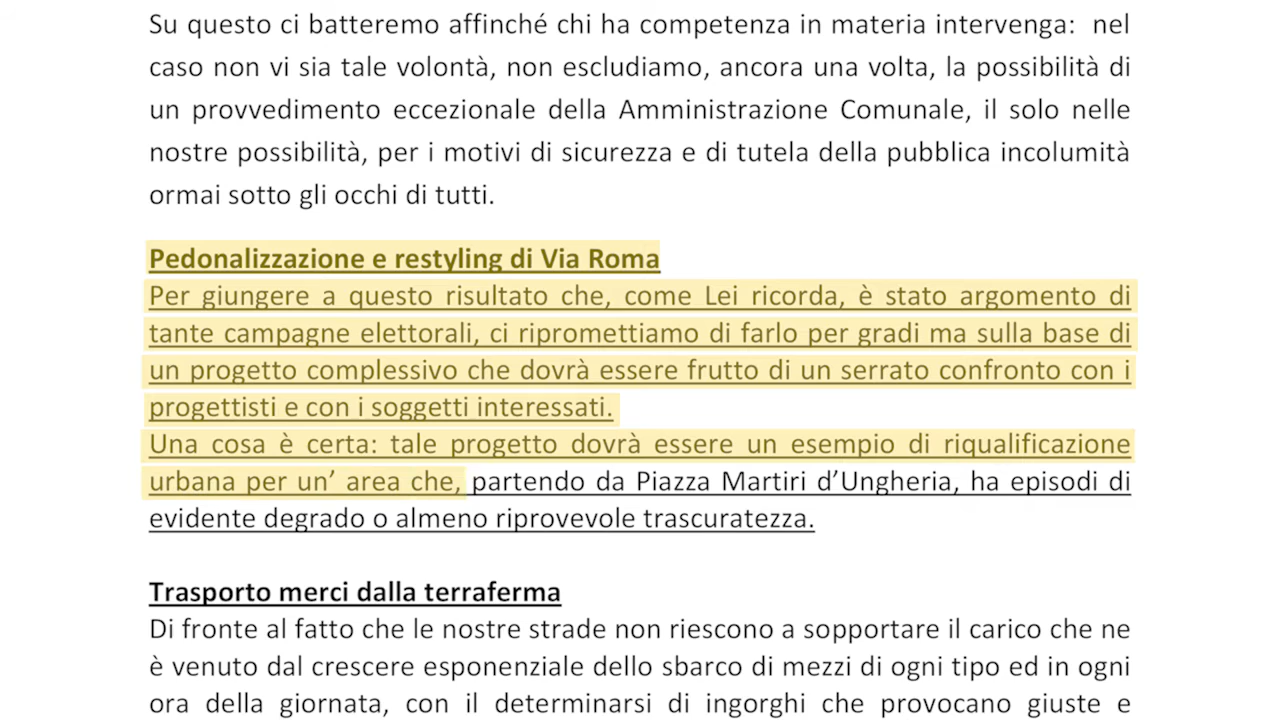 Su questo ci batteremo affinché chi ha competenza in materia intervenga: nel
caso non vi sia tale volontà, non escludiamo, ancora una volta, la possibilità di
un provvedimento eccezionale della Amministrazione Comunale, il solo nelle
nostre possibilità, per i motivi di sicurezza e di tutela della pubblica incolumità
ormai sotto gli occhi di tutti.
Pedonalizzazione e restyling di Via Roma
Per giungere a questo risultato che, come Lei ricorda, è stato argomento di
tante campagne elettorali, ci ripromettiamo di farlo per gradi ma sulla base di
un progetto complessivo che dovrà essere frutto di un serrato confronto con i
progettisti e con i soggetti interessati.
Una cosa è certa: tale progetto dovrà essere un esempio di riqualificazione
urbana per un’ area che, partendo da Piazza Martiri d’Ungheria, ha episodi di
evidente degrado o almeno riprovevole trascuratezza.
Trasporto merci dalla terraferma
Di fronte al fatto che le nostre strade non riescono a sopportare il carico che ne
è venuto dal crescere esponenziale dello sbarco di mezzi di ogni tipo ed in ogni
ora della giornata, con il determinarsi di ingorghi che provocano giuste e